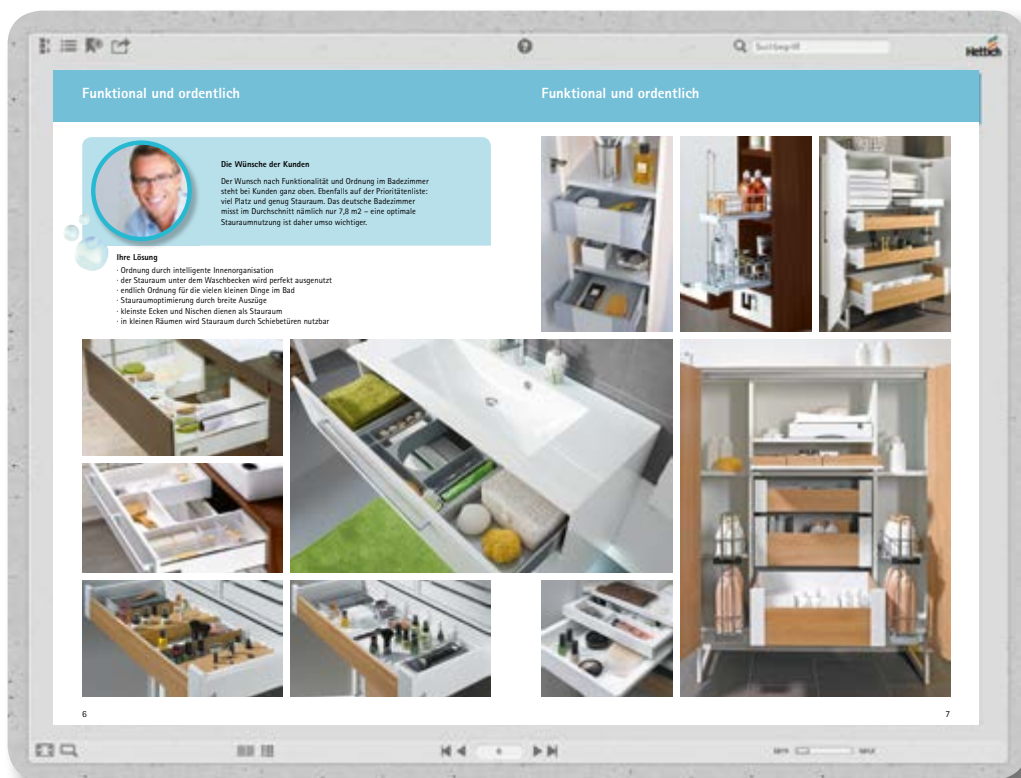 Suchbegriff
Hettich
Funktional und ordentlich
Funktional und ordentlich
Die Wünsche der Kunden
Der Wunsch nach Funktionalität und Ordnung im Badezimmer
steht bei Kunden ganz oben. Ebenfalls auf der Prioritätenliste:
viel Platz und genug Stauraum. Das deutsche Badezimmer
misst im Durchschnitt nämlich nur 7,8 m2 – eine optimale
Stauraumnutzung ist daher umso wichtiger.
Ihre Lösung
· Ordnung durch intelligente Innenorganisation
· der Stauraum unter dem Waschbecken wird perfekt ausgenutzt
· endlich Ordnung für die vielen kleinen Dinge im Bad
· Stauraumoptimierung durch breite Auszüge
· kleinste Ecken und Nischen dienen als Stauraum
· in kleinen Räumen wird Stauraum durch Schiebetüren nutzbar
6
7
6